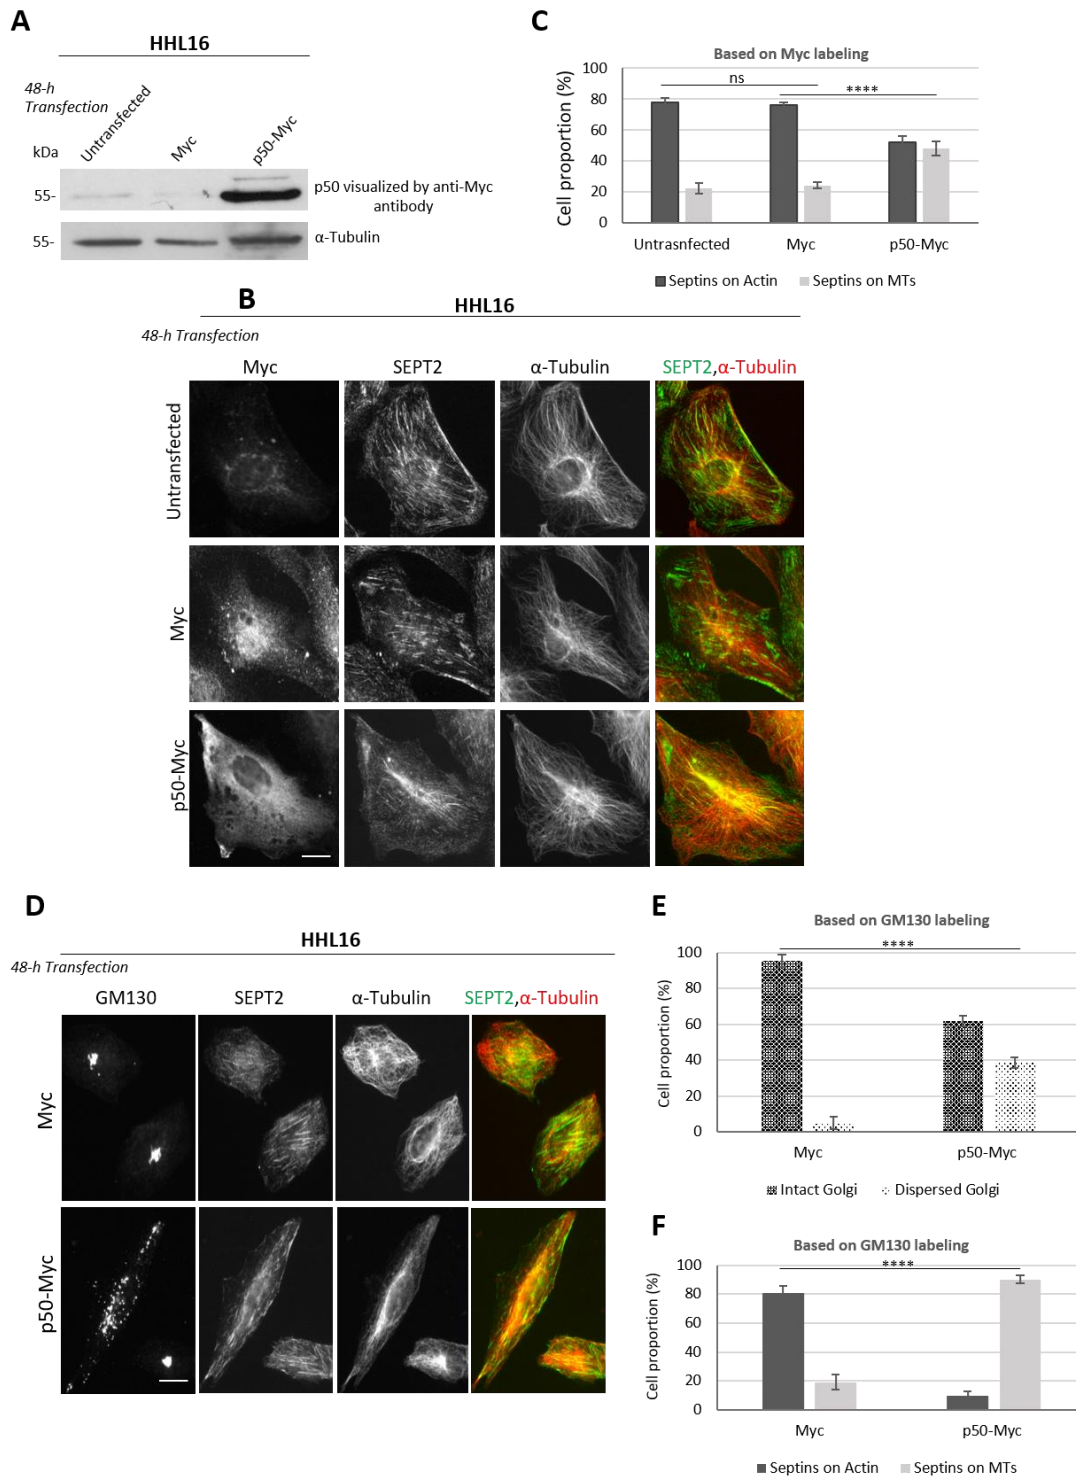 A
HHL16
48-h
Transfection
Untransfected
Myc
p50-Myc
kDa
55-
p50 visualized by anti-Myc
antibody
55-
α-Tubulin
C
Based on Myc labeling
Cell proportion (%)
100
80
60
40
20
0
ns
****
Untrasnfected
Myc
p50-Myc
Septins on Actin
Septins on MTs
B
HHL16
48-h Transfection
Myc
SEPT2
α-Tubulin
SEPT2,α-Tubulin
Untransfected
Myc
p50-Myc
D
HHL16
48-h Transfection
GM130
SEPT2
α-Tubulin
SEPT2,α-Tubulin
Myc
p50-Myc
E
Based on GM130 labeling
Cell proportion (%)
100
80
60
40
20
0
****
Myc
p50-Myc
Intact Golgi
Dispersed Golgi
F
Based on GM130 labeling
Cell proportion (%)
100
80
60
40
20
0
****
Myc
p50-Myc
Septins on Actin
Septins on MTs